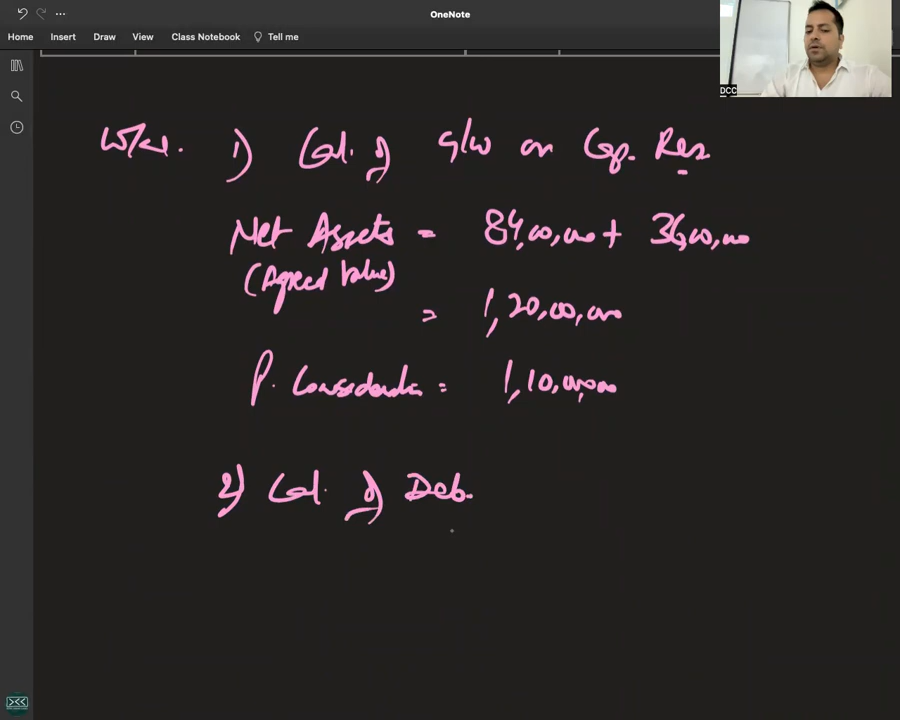 OneNote
Home Insert Draw View Class Notebook Tell me
DCC
W/N. 1) Cal. of G/W or Cap. Res
Net Assets = 84,00,000 + 36,00,000
(Agreed Value)
= 1,20,00,000
P. Consideration = 1,10,00,000
2) Cal. of Deb.